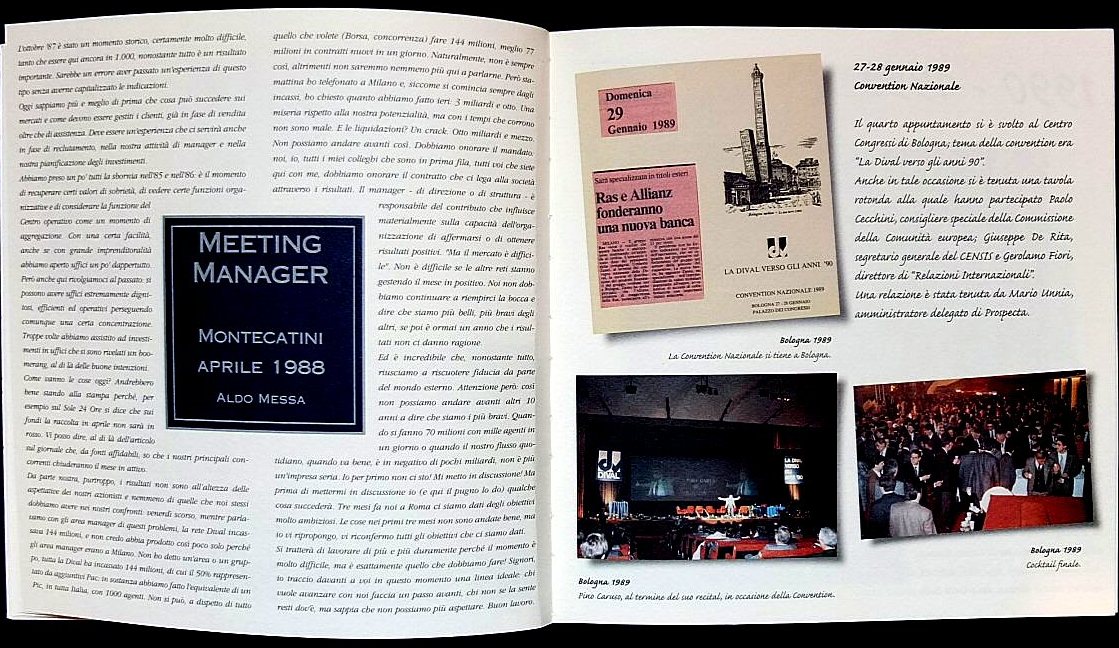 L'ottobre '87 è stato un momento storico, certamente molto difficile,
tanto che essere qui ancora in 1.000, nonostante tutto è un risultato
importante. Sarebbe un errore aver passato un'esperienza di questo
tipo senza averne capitalizzato le indicazioni.
Oggi sappiamo più e meglio di prima che cosa può succedere sui
mercati e come devono essere gestiti i clienti, già in fase di vendita
oltre che di assistenza. Deve essere un'esperienza che ci servirà anche
in fase di reclutamento, nella nostra attività di manager e nella
nostra pianificazione degli investimenti.
Abbiamo preso un po' tutti la sbornia nell'85 e nell'86: è il momento
di recuperare certi valori di sobrietà, di vedere certe funzioni orga-
nizzative e di considerare la funzione del
Centro operativo come un momento di
aggregazione. Con una certa facilità,
anche se con grande imprenditoralità
abbiamo aperto uffici un po' dappertutto.
Però anche qui rivolgiamoci al passato: si
possono avere uffici estremamente dignito-
tosi, efficienti ed operativi perseguendo
comunque una certa concentrazione.
Troppe volte abbiamo assistito ad investi-
menti in uffici che si sono rivelati un boo-
merang, al di là delle buone intenzioni.
Come vanno le cose oggi? Andrebbero
bene stando alla stampa perché, per
esempio sul Sole 24 Ore si dice che sui
fondi la raccolta in aprile non sarà in
rosso. Vi posso dire, al di là dell'articolo
sul giornale che, da fonti affidabili, so che i nostri principali con-
correnti chiuderanno il mese in attivo.
Da parte nostra, purtroppo, i risultati non sono all'altezza delle
aspettative dei nostri azionisti e nemmeno di quelle che noi stessi
dobbiamo avere nei nostri confronti: venerdì scorso, mentre parla-
vamo con gli area manager di questi problemi, la rete Dival incas-
sava 144 milioni, e non credo abbia prodotto così poco solo perché
gli area manager erano a Milano. Non ho detto un'area o un grup-
po, tutta la Dival ha incassato 144 milioni, di cui il 50% rappresen-
tato da aggiuntivi Pac, in sostanza abbiamo fatto l'equivalente di un
Pic, in tutta Italia, con 1000 agenti. Non si può, a dispetto di tutto
quello che volete (Borsa, concorrenza) fare 144 milioni, meglio 77
milioni in contratti nuovi in un giorno. Naturalmente, non è sempre
così, altrimenti non saremmo nemmeno più qui a parlarne. Però sta-
mattina ho telefonato a Milano e, siccome si comincia sempre dagli
incassi, ho chiesto quanto abbiamo fatto ieri. 3 miliardi e otto. Una
miseria rispetto alla nostra potenzialità, ma con i tempi che corrono
non sono male. E le liquidazioni? Un crack. Otto miliardi e mezzo.
Non possiamo andare avanti così. Dobbiamo onorare il mandato,
noi, io, tutti i miei colleghi che sono in prima fila, tutti voi che siete
qui con me, dobbiamo onorare il contratto che ci lega alla società
attraverso i risultati. Il manager - di direzione o di struttura - è
responsabile del contributo che influisce
materialmente sulla capacità dell'orga-
nizzazione di affermarsi o di ottenere
risultati positivi. "Ma il mercato è diffici-
le". Non è difficile se le altre reti stanno
gestendo il mese in positivo. Noi non dob-
biamo continuare a riempirci la bocca e
dire che siamo più belli, più bravi degli
altri, se poi è ormai un anno che i risul-
tati non ci danno ragione.
Ed è incredibile che, nonostante tutto,
riusciamo a riscuotere fiducia da parte
del mondo esterno. Attenzione però: così
non possiamo andare avanti altri 10
anni a dire che siamo i più bravi. Quan-
do si fanno 70 milioni con mille agenti in
un giorno o quando il nostro flusso quo-
tidiano, quando va bene, è in negativo di pochi miliardi, non è più
un'impresa seria. Io per primo non ci sto! Mi metto in discussione! Ma
prima di mettermi in discussione io (e qui il pugno lo do) qualche
cosa succederà. Tre mesi fa noi a Roma ci siamo dati degli obiettivi
molto ambiziosi. Le cose nei primi tre mesi non sono andate bene, ma
io vi ripropongo, vi riconfermo tutti gli obiettivi che ci siamo dati.
Si tratterà di lavorare di più e più duramente perché il momento è
molto difficile, ma è esattamente quello che dobbiamo fare! Signori,
io traccio davanti a voi in questo momento una linea ideale: chi
vuole avanzare con noi faccia un passo avanti, chi non se la sente
resti dov'è, ma sappia che non possiamo più aspettare. Buon lavoro.
MEETING
MANAGER
MONTECATINI
APRILE 1988
ALDO MESSA
Domenica
29
Gennaio 1989
Sarà specializzata in titoli esteri
Ras e Allianz
fonderanno
una nuova banca
LA DIVAL VERSO GLI ANNI '90
CONVENTION NAZIONALE 1989
BOLOGNA 27 - 28 GENNAIO
PALAZZO DEI CONGRESSI
27-28 gennaio 1989
Convention Nazionale
Il quarto appuntamento si è svolto al Centro
Congressi di Bologna; tema della convention era
"La Dival verso gli anni 90".
Anche in tale occasione si è tenuta una tavola
rotonda alla quale hanno partecipato Paolo
Cecchini, consigliere speciale della Commissione
della Comunità europea; Giuseppe De Rita,
segretario generale del CENSIS e Gerolamo Fiori,
direttore di "Relazioni Internazionali".
Una relazione è stata tenuta da Mario Unnia,
amministratore delegato di Prospecta.
Bologna 1989
La Convention Nazionale si tiene a Bologna.
DIVAL
LA DIVAL
VERSO
GLI
ANNI
'90
Bologna 1989
Pino Caruso, al termine del suo recital, in occasione della Convention.
Bologna 1989
Cocktail finale.